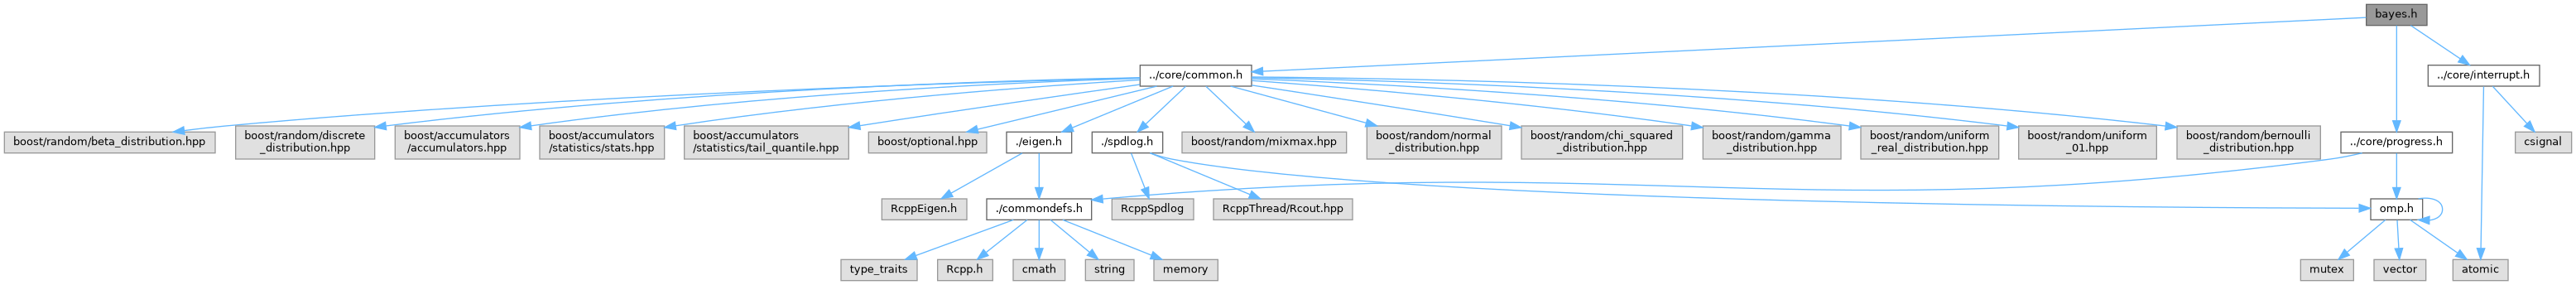 bayes.h
../core/common.h
../core/interrupt.h
boost/random/beta_distribution.hpp
boost/random/discrete
_distribution.hpp
boost/accumulators
/accumulators.hpp
boost/accumulators
/statistics/stats.hpp
boost/accumulators
/statistics/tail_quantile.hpp
boost/optional.hpp
./eigen.h
./spdlog.h
boost/random/mixmax.hpp
boost/random/normal
_distribution.hpp
boost/random/chi_squared
_distribution.hpp
boost/random/gamma
_distribution.hpp
boost/random/uniform
_real_distribution.hpp
boost/random/uniform
_01.hpp
boost/random/bernoulli
_distribution.hpp
../core/progress.h
csignal
RcppEigen.h
./commondefs.h
RcppSpdlog
RcppThread/Rcout.hpp
omp.h
type_traits
Rcpp.h
cmath
string
memory
mutex
vector
atomic